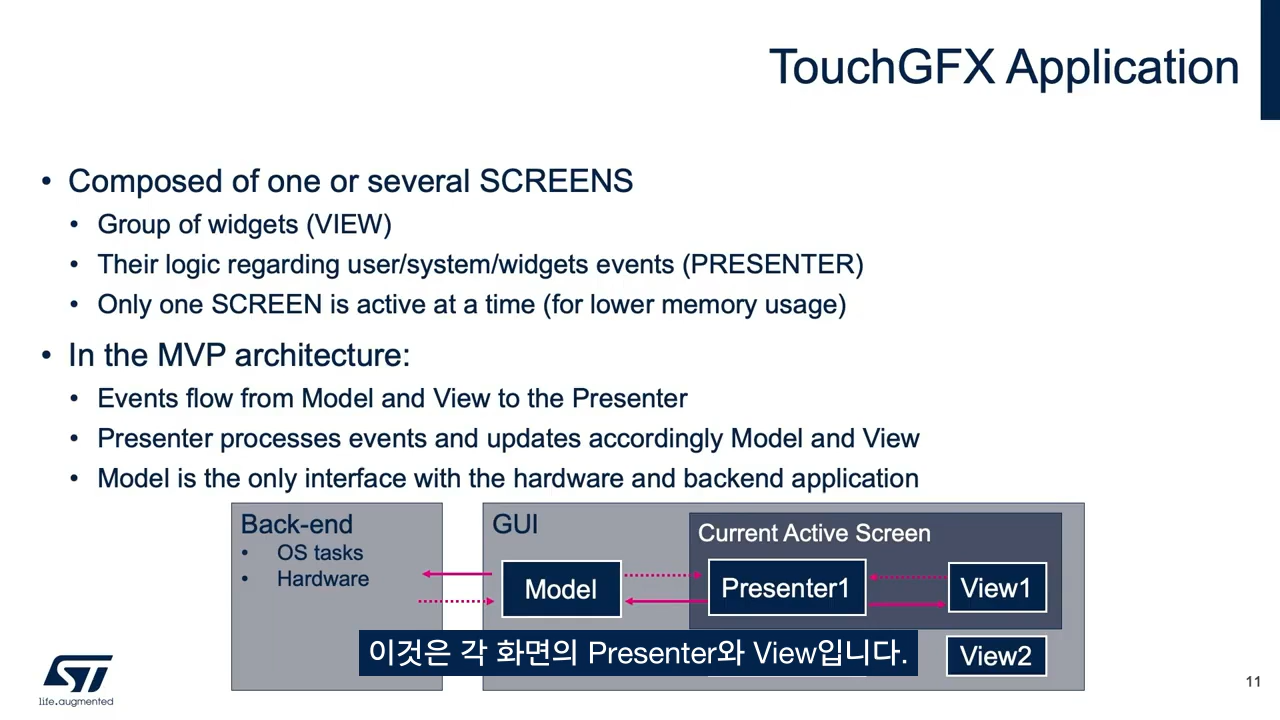 TouchGFX Application
• Composed of one or several SCREENS
• Group of widgets (VIEW)
• Their logic regarding user/system/widgets events (PRESENTER)
• Only one SCREEN is active at a time (for lower memory usage)
• In the MVP architecture:
• Events flow from Model and View to the Presenter
• Presenter processes events and updates accordingly Model and View
• Model is the only interface with the hardware and backend application
Back-end
• OS tasks
• Hardware
GUI
Current Active Screen
Model
Presenter1
View1
View2
이것은 각 화면의 Presenter와 View입니다.
ST
life.augmented
11